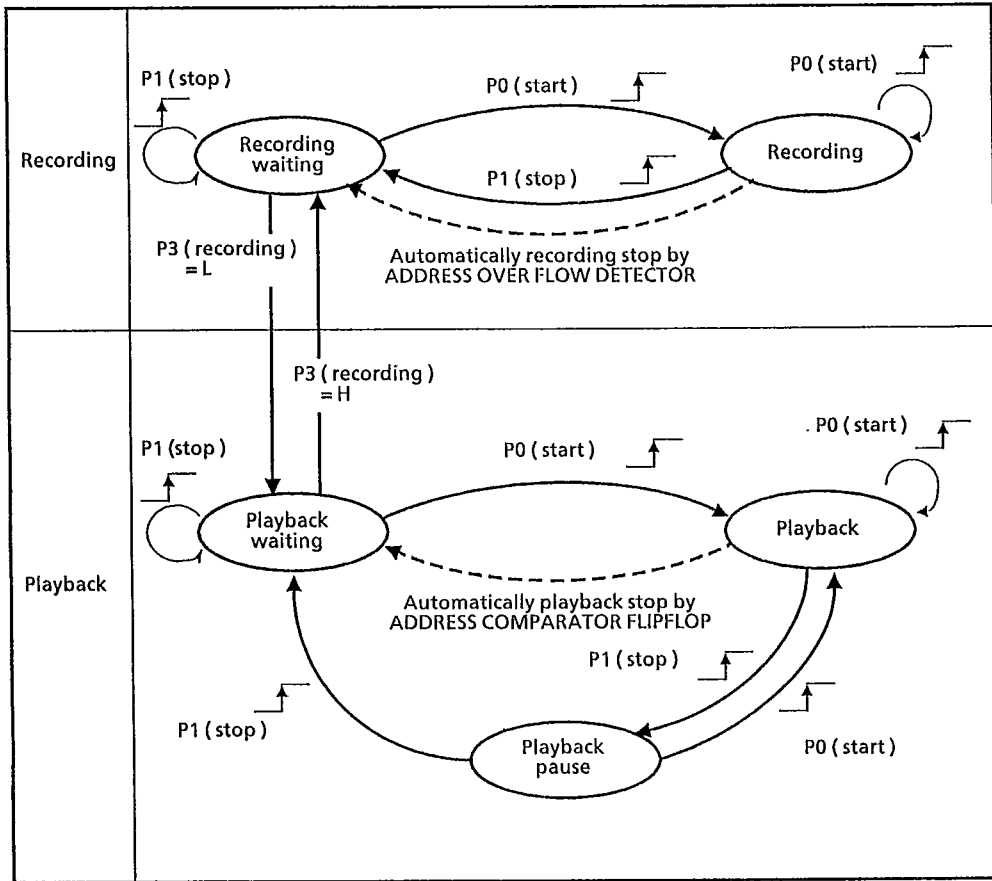 Recording
P1 ( stop )
P0 ( start )
P0 ( start )
Recording
waiting
Recording
P1 ( stop )
P3 ( recording )
= L
Automatically recording stop by
ADDRESS OVER FLOW DETECTOR
Playback
P3 ( recording )
= H
P1 (stop )
P0 ( start )
. P0 ( start )
Playback
waiting
Playback
Automatically playback stop by
ADDRESS COMPARATOR FLIPFLOP
P1 ( stop )
P1 ( stop )
P0 ( start )
Playback
pause